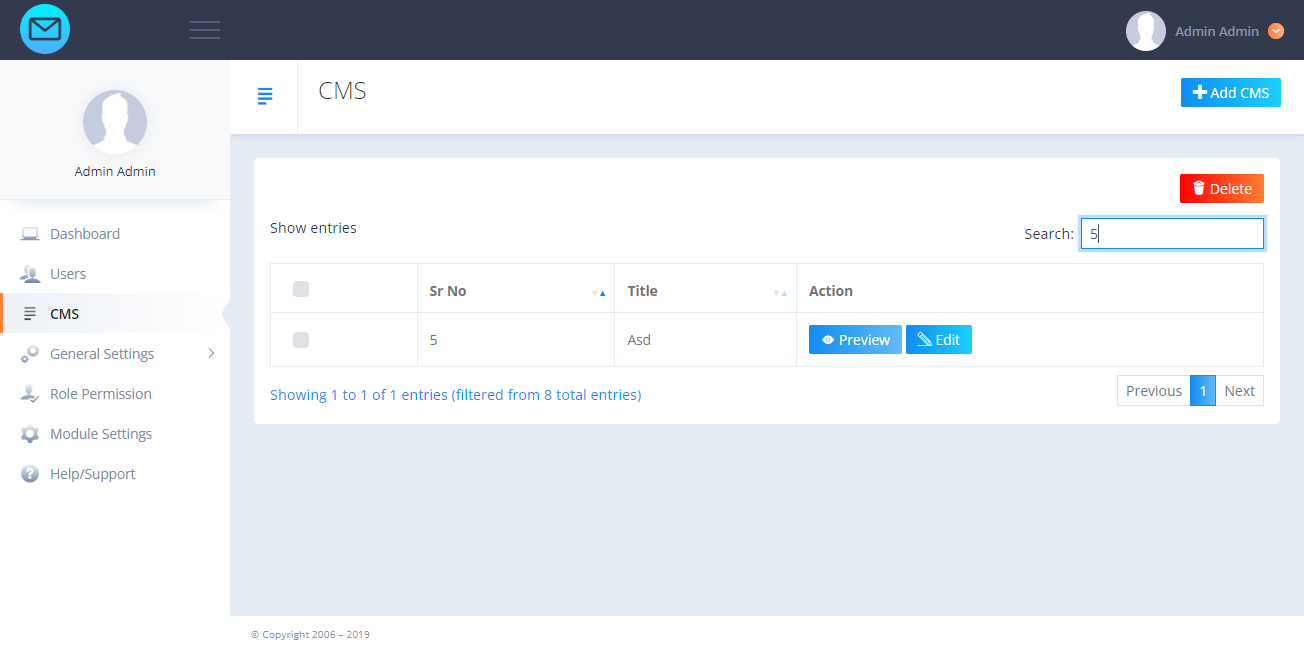 Admin Admin
CMS
Add CMS
Admin Admin
Dashboard
Users
CMS
General Settings
Role Permission
Module Settings
Help/Support
Delete
Show entries
Search: 5
Sr No Title Action
5 Asd Preview Edit
Showing 1 to 1 of 1 entries (filtered from 8 total entries)
Previous 1 Next
© Copyright 2006 – 2019